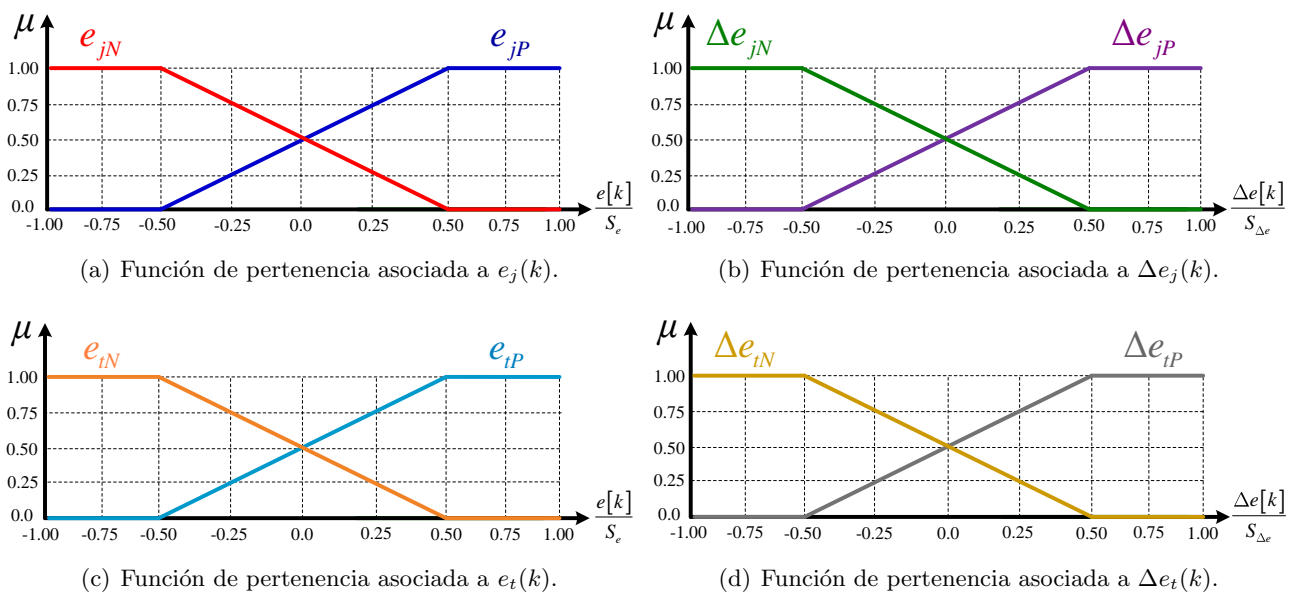 μ
e_jN
e_jP
1.00
0.75
0.50
0.25
0.0
-1.00 -0.75 -0.50 -0.25 0.0 0.25 0.50 0.75 1.00
e[k]
S_e
(a) Función de pertenencia asociada a e_j(k).
Δe_jN
Δe_jP
1.00
0.75
0.50
0.25
0.0
-1.00 -0.75 -0.50 -0.25 0.0 0.25 0.50 0.75 1.00
Δe[k]
S_Δe
(b) Función de pertenencia asociada a Δe_j(k).
μ
e_tN
e_tP
1.00
0.75
0.50
0.25
0.0
-1.00 -0.75 -0.50 -0.25 0.0 0.25 0.50 0.75 1.00
e[k]
S_e
(c) Función de pertenencia asociada a e_t(k).
μ
Δe_tN
Δe_tP
1.00
0.75
0.50
0.25
0.0
-1.00 -0.75 -0.50 -0.25 0.0 0.25 0.50 0.75 1.00
Δe[k]
S_Δe
(d) Función de pertenencia asociada a Δe_t(k).